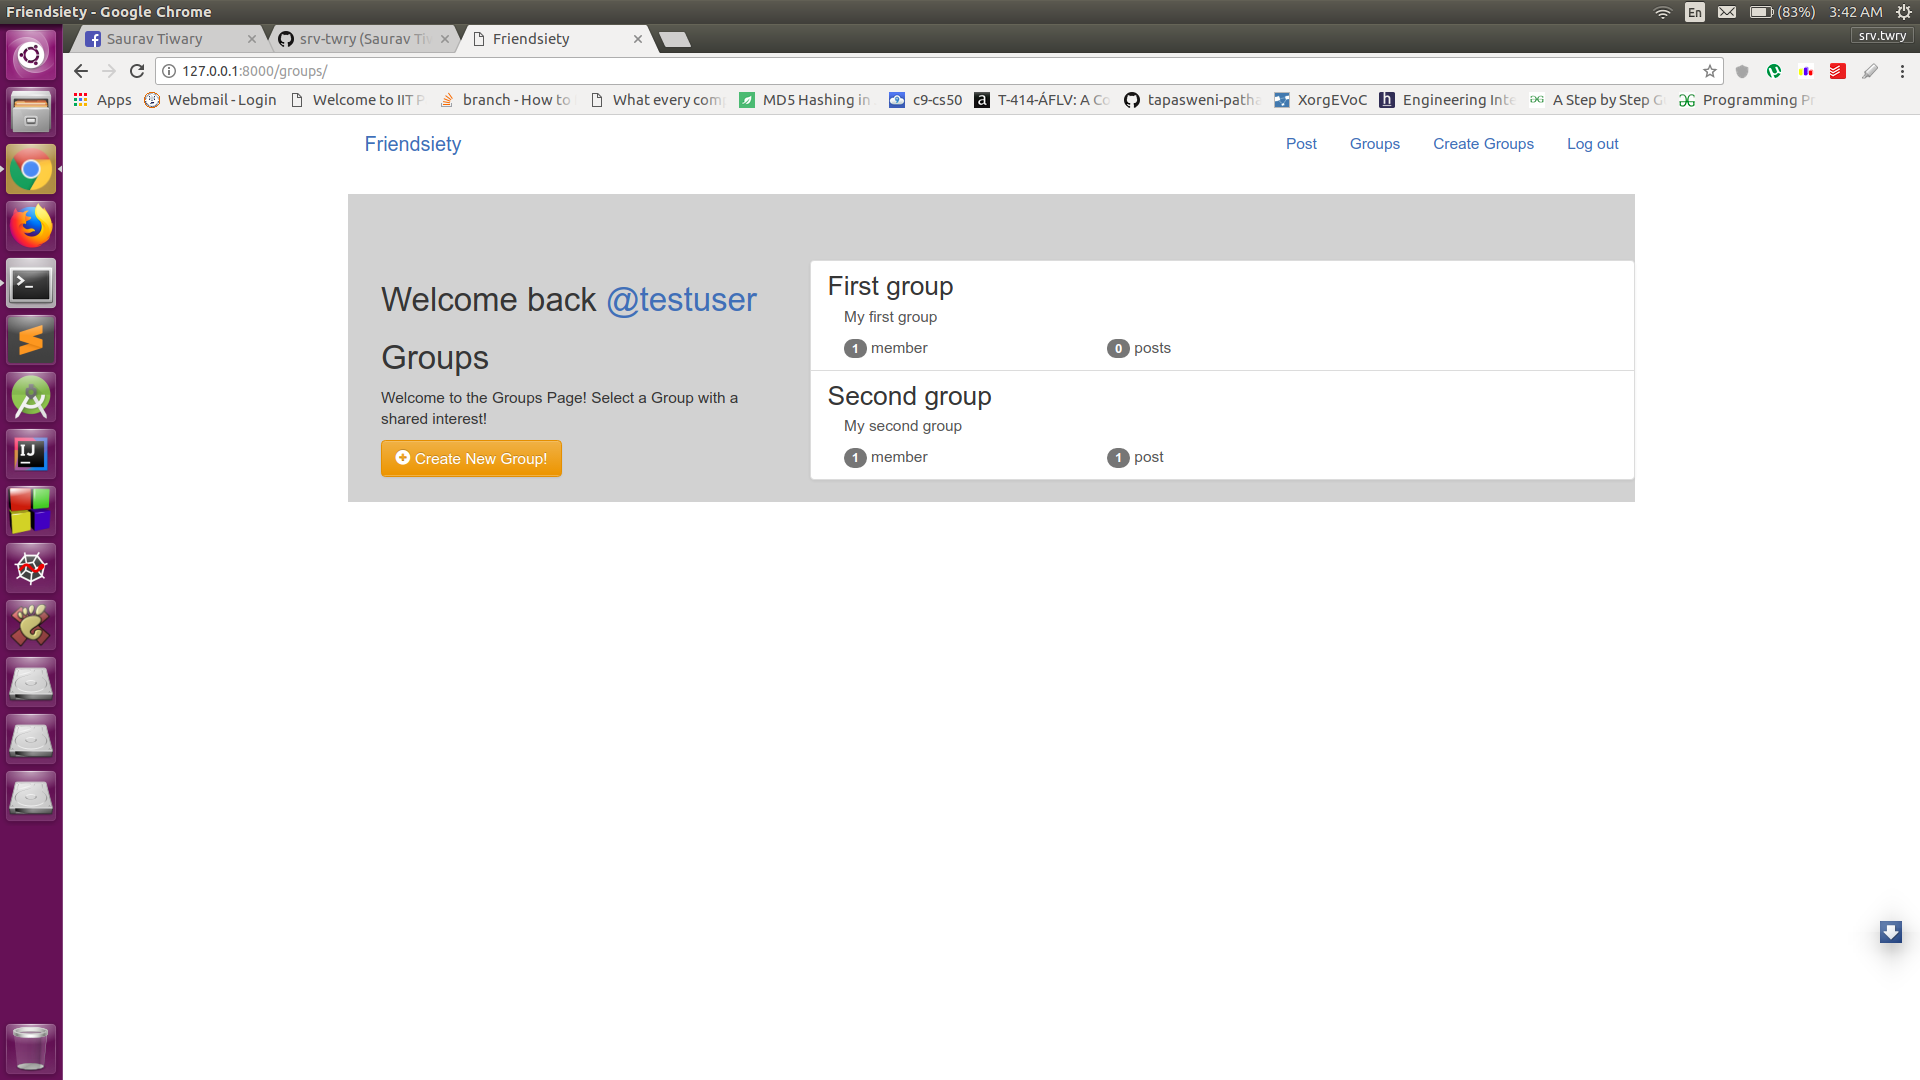 Friendsiety - Google Chrome
En
(83%)
3:42 AM
Saurav Tiwary
srv-twry (Saurav Tiw
Friendsiety
srv.twry
127.0.0.1:8000/groups/
Apps
Webmail - Login
Welcome to IIT P
branch - How to
What every com
MD5 Hashing in
c9-cs50
T-414-ÁFLV: A Co
tapasweni-patha
XorgEVoC
Engineering Inte
A Step by Step G
Programming Pr
Friendsiety
Post
Groups
Create Groups
Log out
Welcome back @testuser
Groups
Welcome to the Groups Page! Select a Group with a
shared interest!
Create New Group!
First group
My first group
1 member
0 posts
Second group
My second group
1 member
1 post
IJ